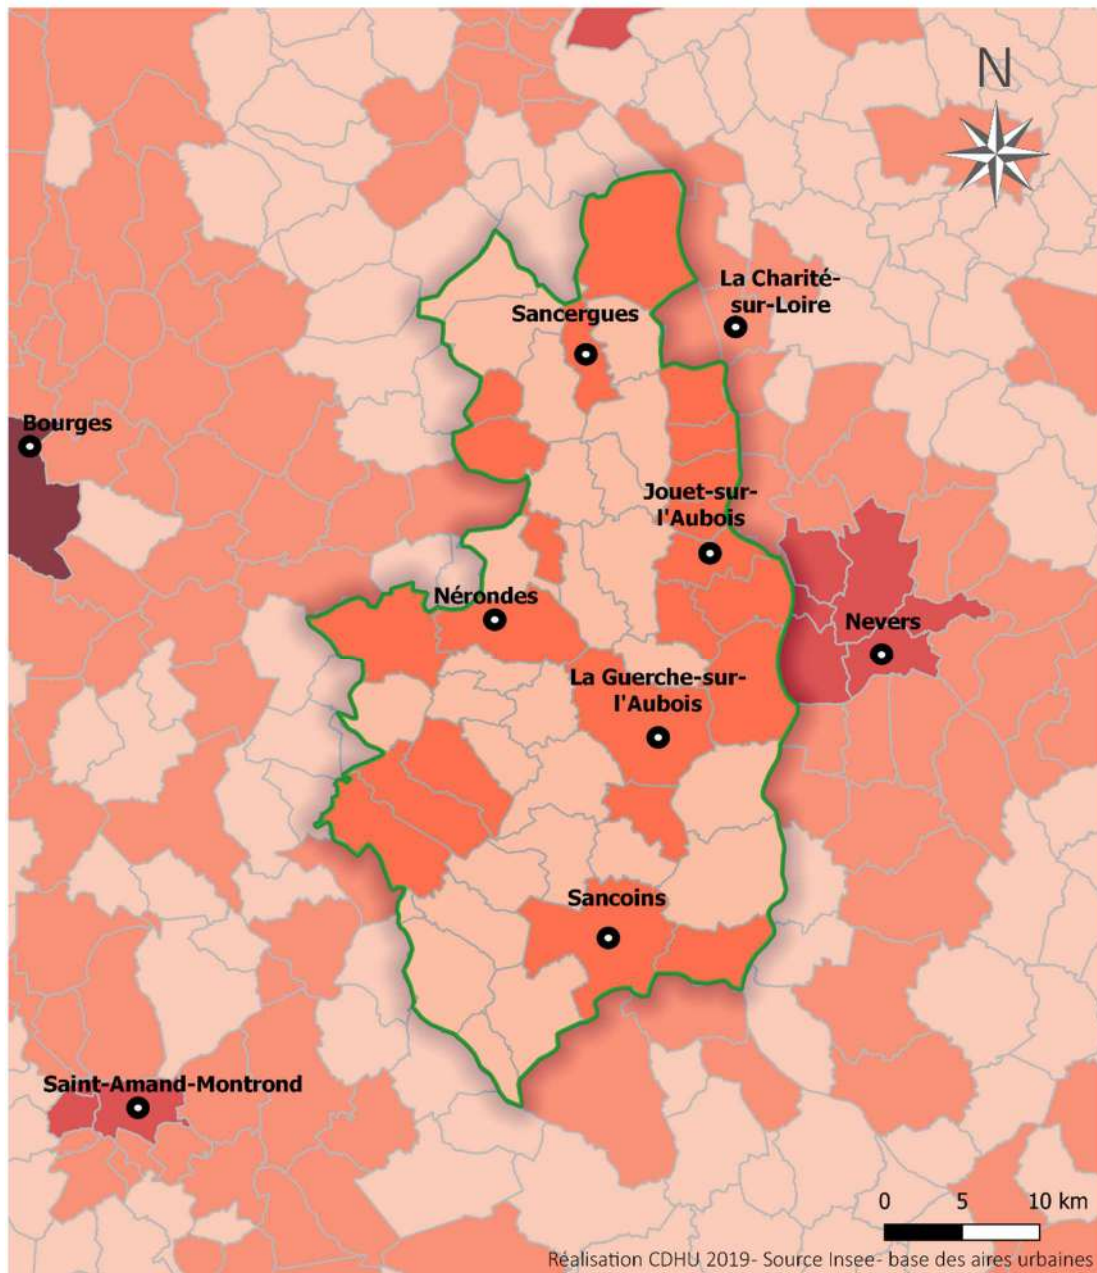 N
La Charité-
sur-Loire
Sancergues
Bourges
Jouet-sur-
l'Aubois
Nérondes
Nevers
La Guerche-sur-
l'Aubois
Sancoins
Saint-Amand-Montrond
0 5 10 km
Réalisation CDHU 2019- Source Insee- base des aires urbaines